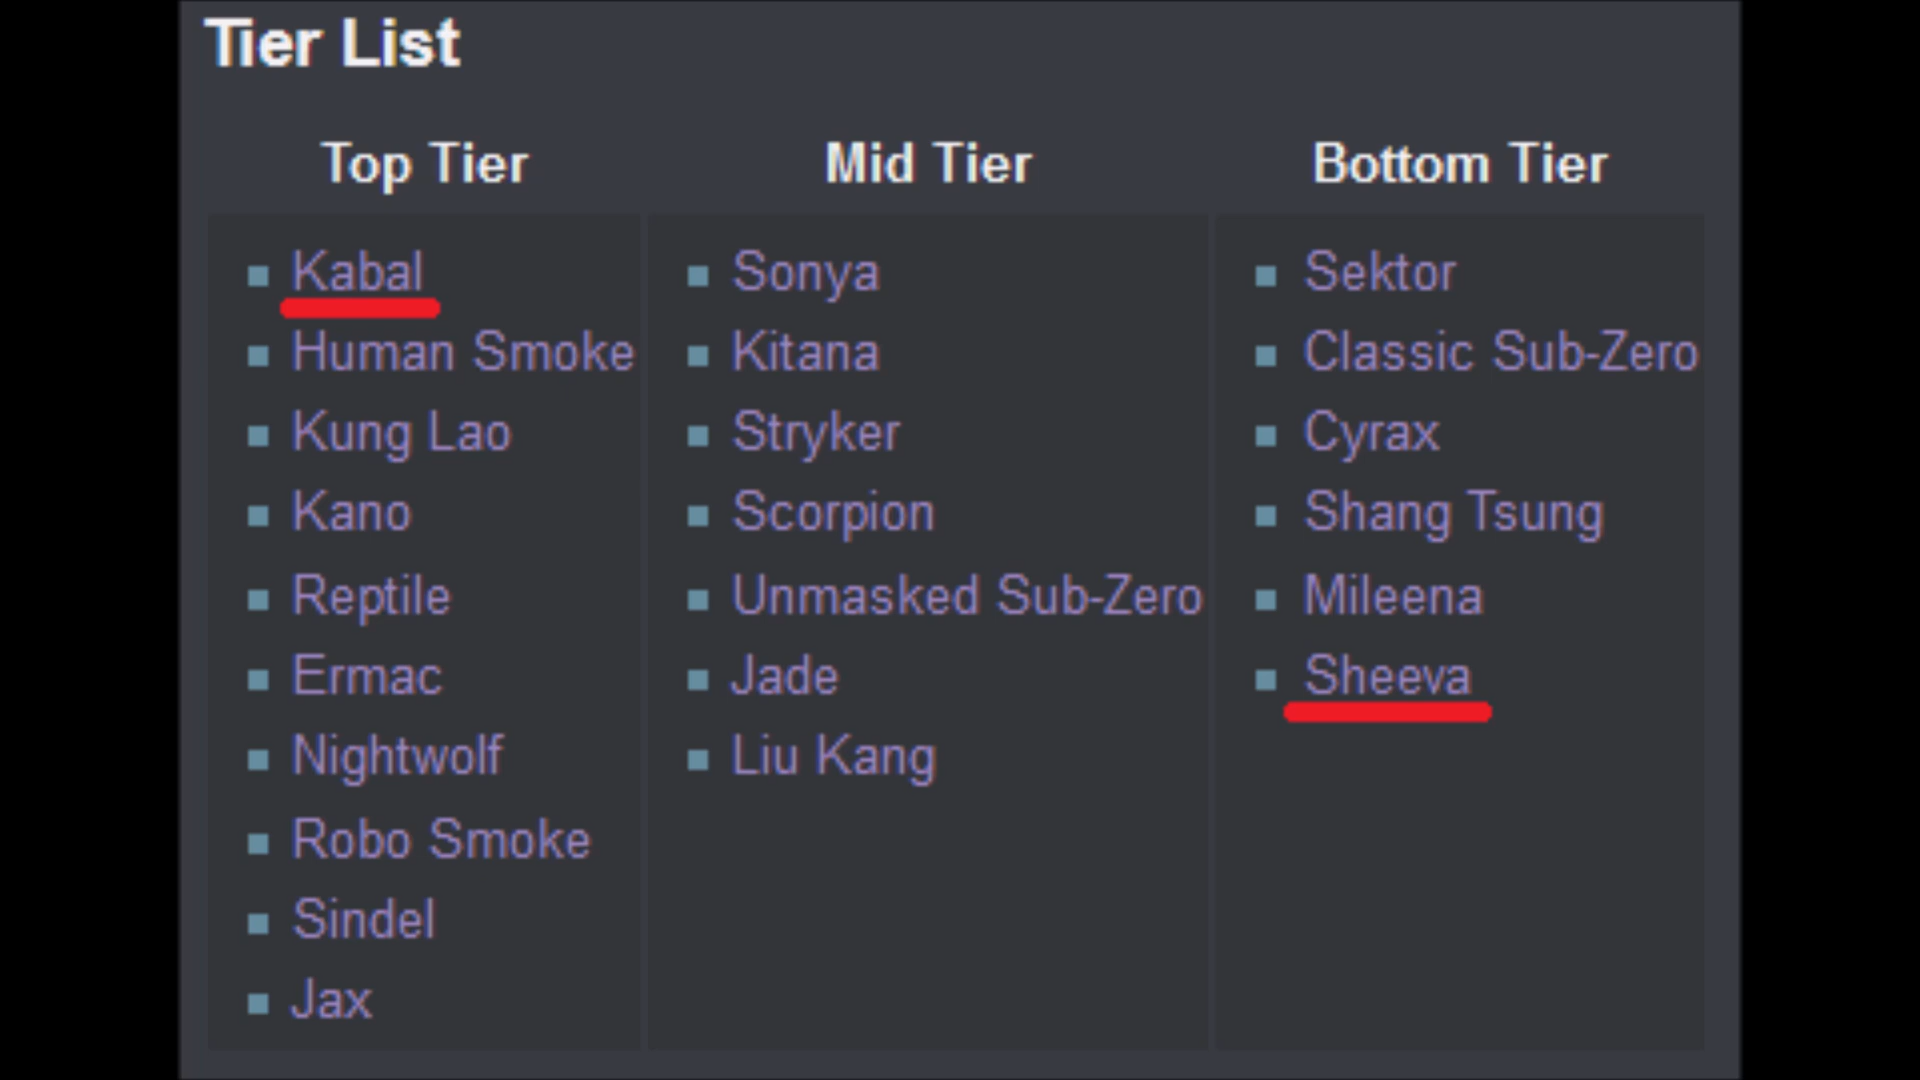 Tier List
Top Tier
Kabal
Human Smoke
Kung Lao
Kano
Reptile
Ermac
Nightwolf
Robo Smoke
Sindel
Jax
Mid Tier
Sonya
Kitana
Stryker
Scorpion
Unmasked Sub-Zero
Jade
Liu Kang
Bottom Tier
Sektor
Classic Sub-Zero
Cyrax
Shang Tsung
Mileena
Sheeva